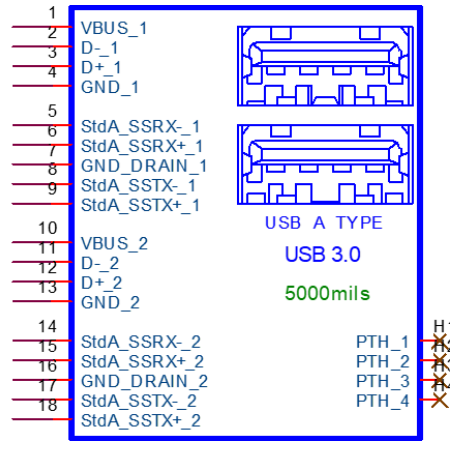 1 VBUS_1
2 D-_1
3 D+_1
4 GND_1
5 StdA_SSRX-_1
6 StdA_SSRX+_1
7 GND_DRAIN_1
8 StdA_SSTX-_1
9 StdA_SSTX+_1
USB A TYPE
10 VBUS_2
USB 3.0
11 D-_2
12 D+_2
5000mils
13 GND_2
14 StdA_SSRX-_2 PTH_1 H1
15 StdA_SSRX+_2 PTH_2
16 GND_DRAIN_2 PTH_3
17 StdA_SSTX-_2 PTH_4
18 StdA_SSTX+_2